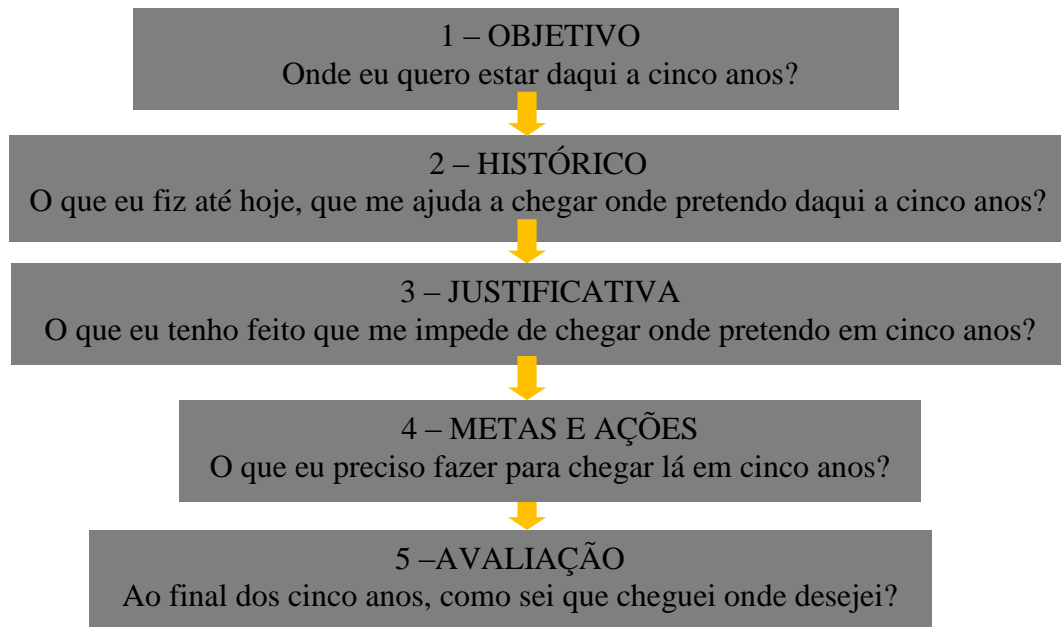 1 – OBJETIVO
Onde eu quero estar daqui a cinco anos?
2 – HISTÓRICO
O que eu fiz até hoje, que me ajuda a chegar onde pretendo daqui a cinco anos?
3 – JUSTIFICATIVA
O que eu tenho feito que me impede de chegar onde pretendo em cinco anos?
4 – METAS E AÇÕES
O que eu preciso fazer para chegar lá em cinco anos?
5 –AVALIAÇÃO
Ao final dos cinco anos, como sei que cheguei onde desejei?